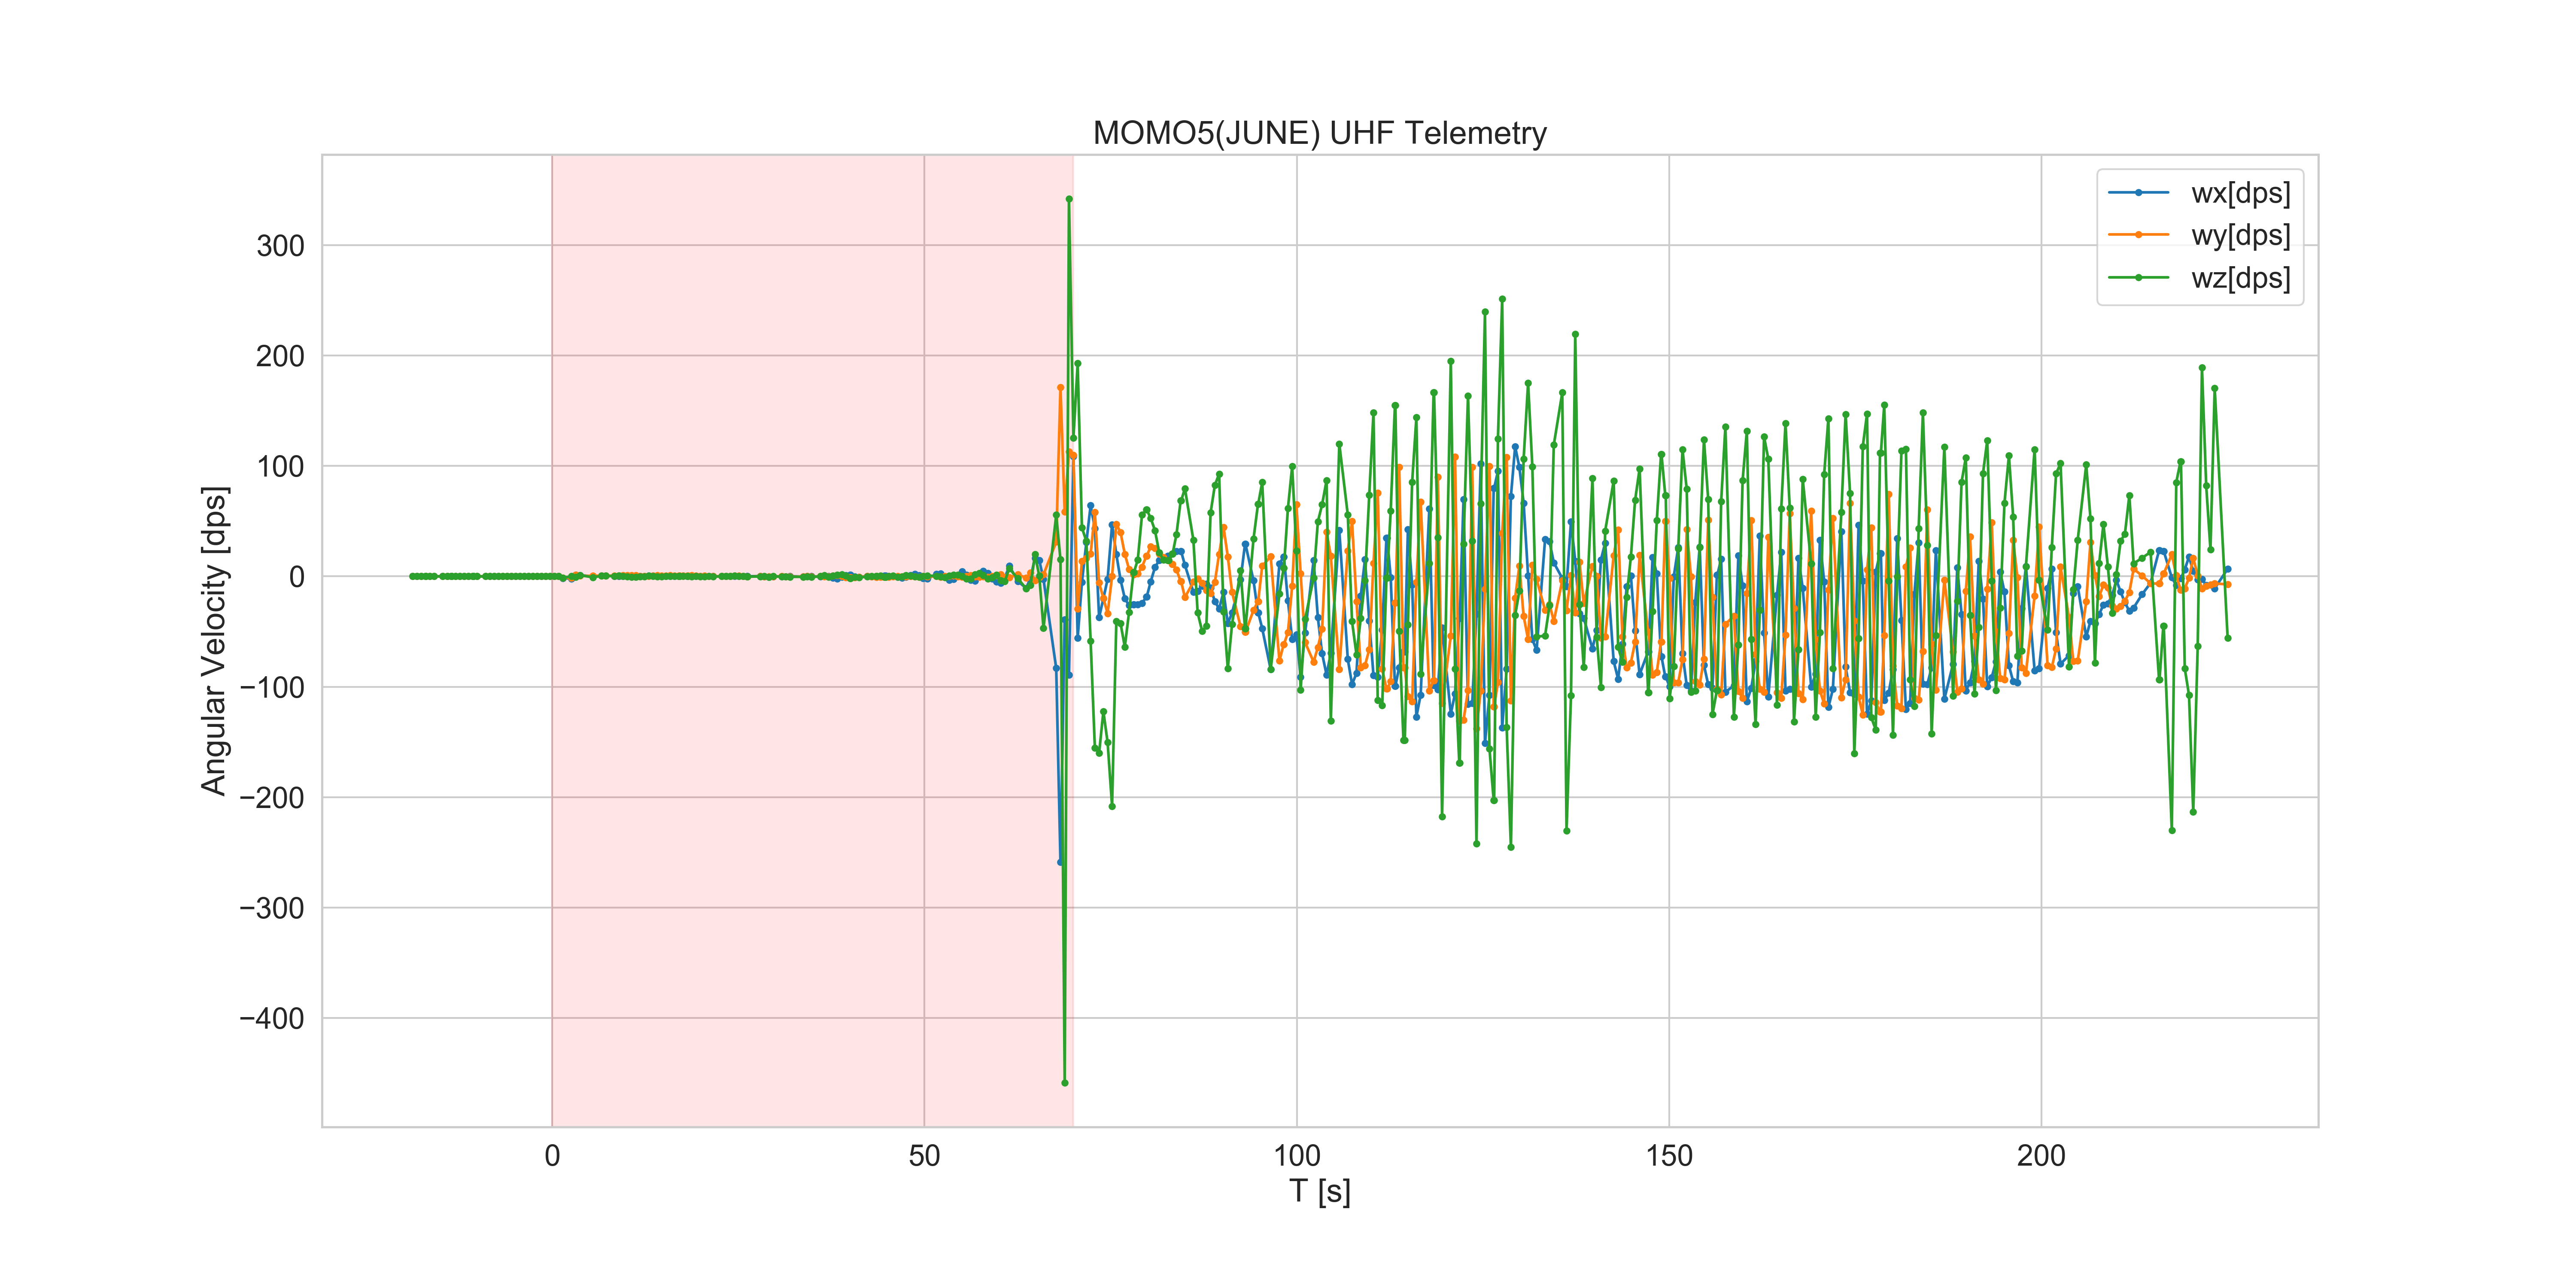 MOMO5(JUNE) UHF Telemetry
wx[dps]
wy[dps]
wz[dps]
Angular Velocity [dps]
300
200
100
0
−100
−200
−300
−400
0 50 100 150 200
T [s]